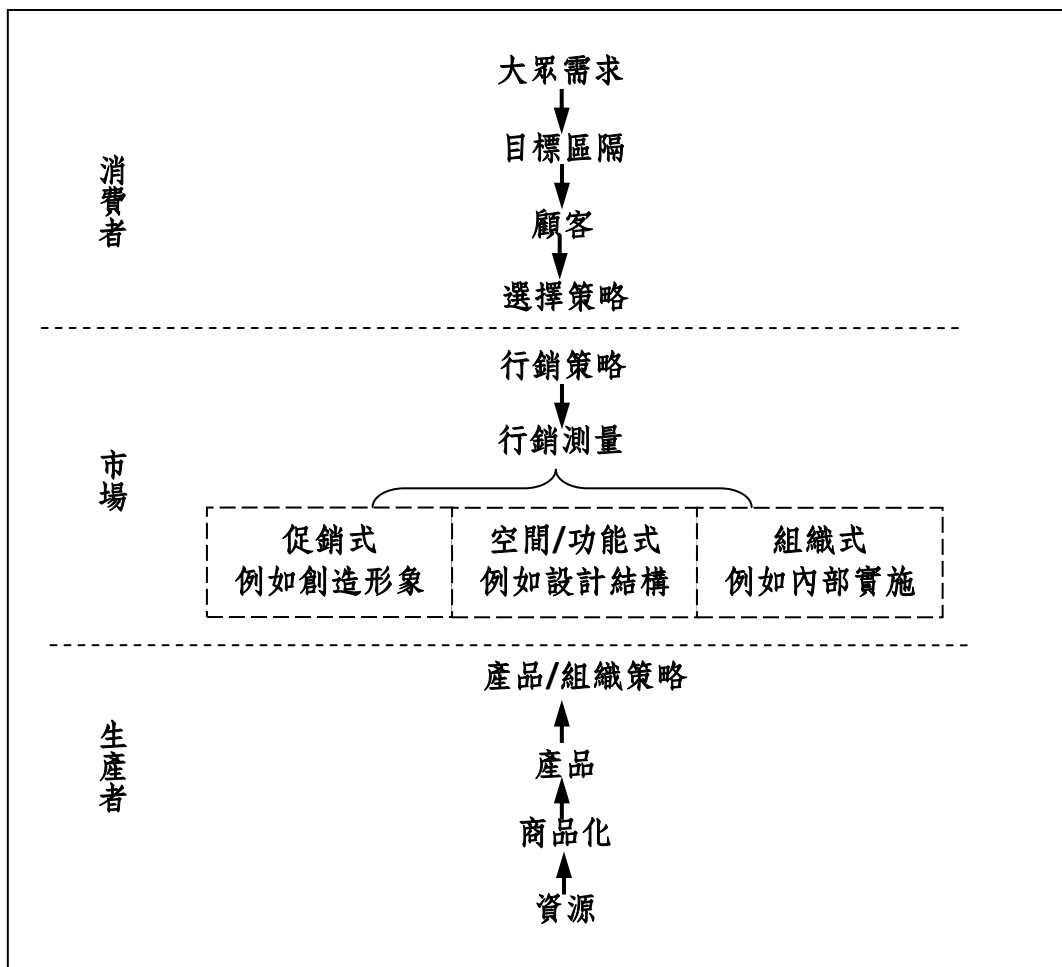 大眾需求
目標區隔
消費者
顧客
選擇策略
行銷策略
行銷測量
市場
促銷式
例如創造形象
空間/功能式
例如設計結構
組織式
例如內部實施
產品/組織策略
生產者
產品
商品化
資源